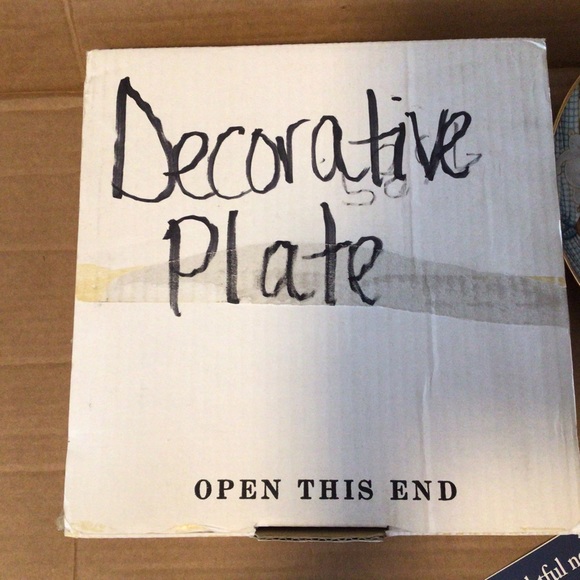 Decorative
Plate
OPEN THIS END